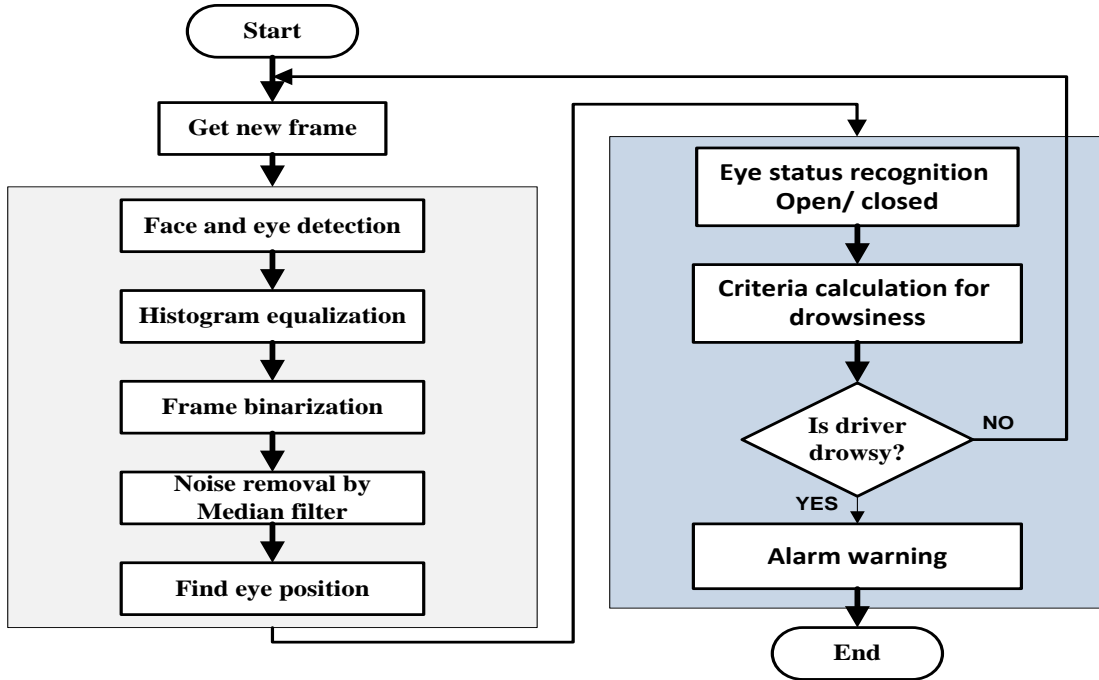 Start
Get new frame
Face and eye detection
Histogram equalization
Frame binarization
Noise removal by
Median filter
Find eye position
Eye status recognition
Open/ closed
Criteria calculation for
drowsiness
Is driver
drowsy?
NO
YES
Alarm warning
End